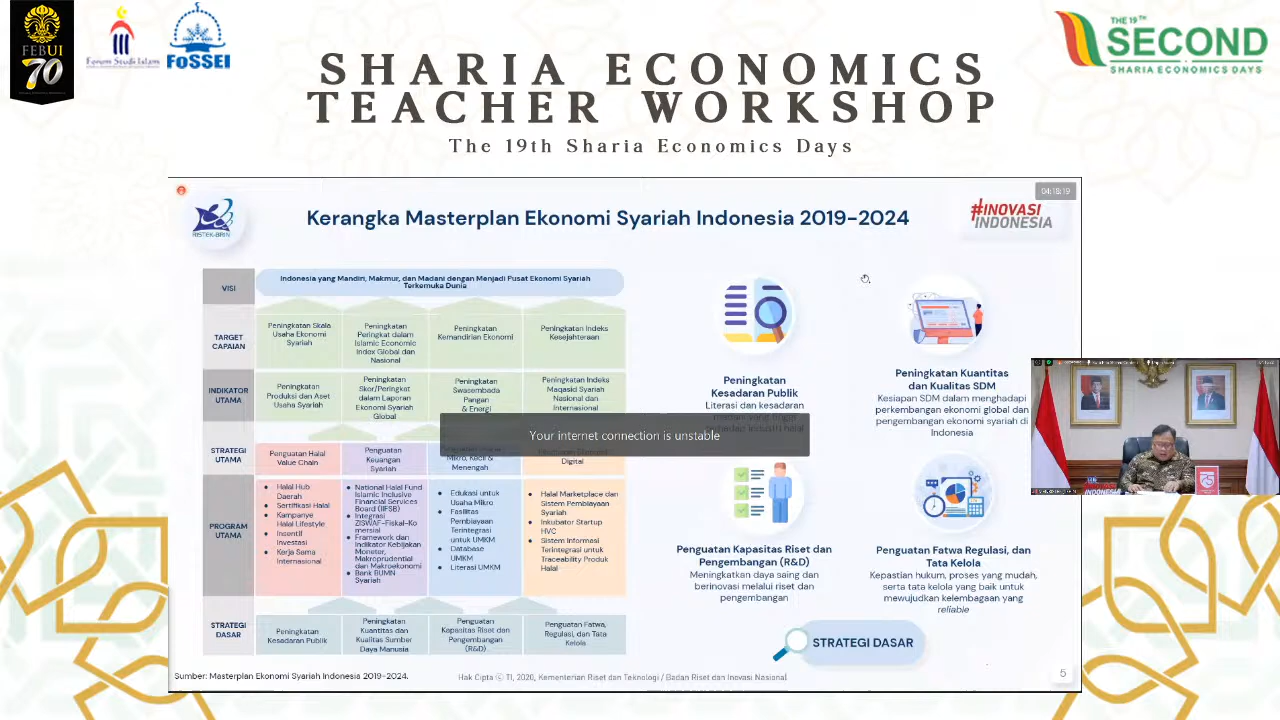 FEBUI
70
Forum Studi Islam
FoSSEI
THE 19TH
SECOND
SHARIA ECONOMICS DAYS
SHARIA ECONOMICS
TEACHER WORKSHOP
The 19th Sharia Economics Days
04:18:19
RISTEK-BRIN
Kerangka Masterplan Ekonomi Syariah Indonesia 2019-2024
#INOVASI
INDONESIA
VISI
Indonesia yang Mandiri, Makmur, dan Madani dengan Menjadi Pusat Ekonomi Syariah
Terkemuka Dunia
TARGET
CAPAIAN
Peningkatan Skala
Usaha Ekonomi
Syariah
Peningkatan
Peringkat dalam
Islamic Economic
Index Global dan
Nasional
Peningkatan
Kemandirian Ekonomi
Peningkatan Indeks
Kesejahteraan
INDIKATOR
UTAMA
Peningkatan
Produksi dan Aset
Usaha Syariah
Peningkatan
Skor/Peringkat
dalam Laporan
Ekonomi Syariah
Global
Peningkatan
Swasembada
Pangan
& Energi
Peningkatan Indeks
Maqasid Syariah
Nasional dan
Internasional
STRATEGI
UTAMA
Penguatan Halal
Value Chain
Penguatan
Keuangan
Syariah
Mikro, Kecil &
Menengah
Digital
PROGRAM
UTAMA
● Halal Hub
Daerah
● Sertifikasi Halal
● Kampanye
Halal Lifestyle
● Insentif
Investasi
● Kerja Sama
Internasional
● National Halal Fund
Islamic Inclusive
Financial Services
Board (IIFSB)
● Integrasi
ZISWAF-Fiskal-Ko
mersial
● Framework dan
Indikator Kebijakan
Moneter,
Makroprudential
dan Makroekonomi
● Bank BUMN
Syariah
● Edukasi untuk
Usaha Mikro
● Fasilitas
Pembiayaan
Terintegrasi
untuk UMKM
● Database
UMKM
● Literasi UMKM
● Halal Marketplace dan
Sistem Pembiayaan
Syariah
● Inkubator Startup
HVC
● Sistem Informasi
Terintegrasi untuk
Traceability Produk
Halal
STRATEGI
DASAR
Peningkatan
Kesadaran Publik
Peningkatan
Kuantitas dan
Kualitas Sumber
Daya Manusia
Penguatan
Kapasitas Riset dan
Pengembangan
(R&D)
Penguatan Fatwa,
Regulasi, dan Tata
Kelola
Peningkatan
Kesadaran Publik
Literasi dan kesadaran
Peningkatan Kuantitas
dan Kualitas SDM
Kesiapan SDM dalam menghadapi
perkembangan ekonomi global dan
pengembangan ekonomi syariah di
Indonesia
Your internet connection is unstable
Penguatan Kapasitas Riset dan
Pengembangan (R&D)
Meningkatkan daya saing dan
berinovasi melalui riset dan
pengembangan
Penguatan Fatwa Regulasi, dan
Tata Kelola
Kepastian hukum, proses yang mudah,
serta tata kelola yang baik untuk
mewujudkan kelembagaan yang
reliable
STRATEGI DASAR
Sumber: Masterplan Ekonomi Syariah Indonesia 2019-2024.
Hak Cipta © TI, 2020, Kementerian Riset dan Teknologi / Badan Riset dan Inovasi Nasional
5